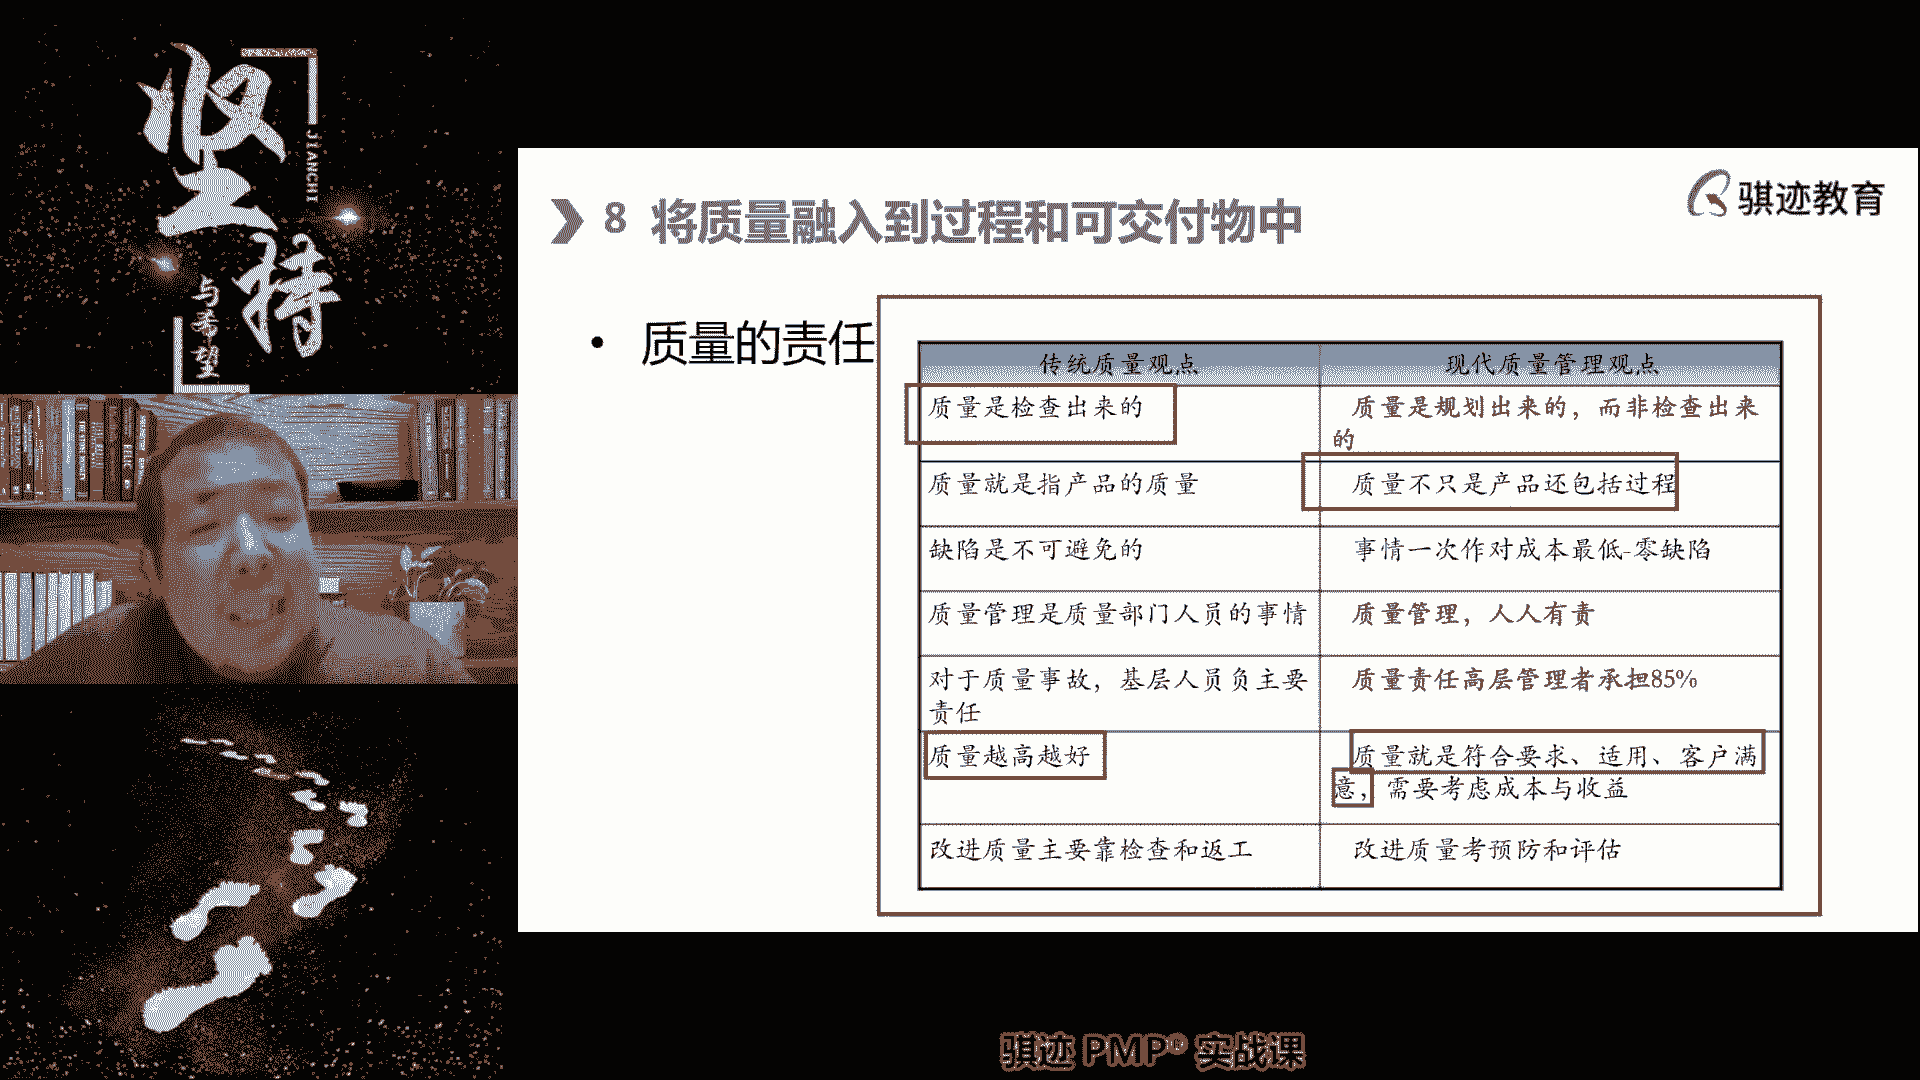 坚持
JIANCHI
与希望
8 将质量融入到过程和可交付物中
骐迹教育
• 质量的责任
传统质量观点
现代质量管理观点
质量是检查出来的
质量是规划出来的，而非检查出来
的
质量就是指产品的质量
质量不只是产品还包括过程
缺陷是不可避免的
事情一次作对成本最低-零缺陷
质量管理是质量部门人员的事情
质量管理，人人有责
对于质量事故，基层人员负主要
责任
质量责任高层管理者承担85%
质量越高越好
质量就是符合要求、适用、客户满
意，需要考虑成本与收益
改进质量主要靠检查和返工
改进质量考预防和评估
骐迹 PMP® 实战课